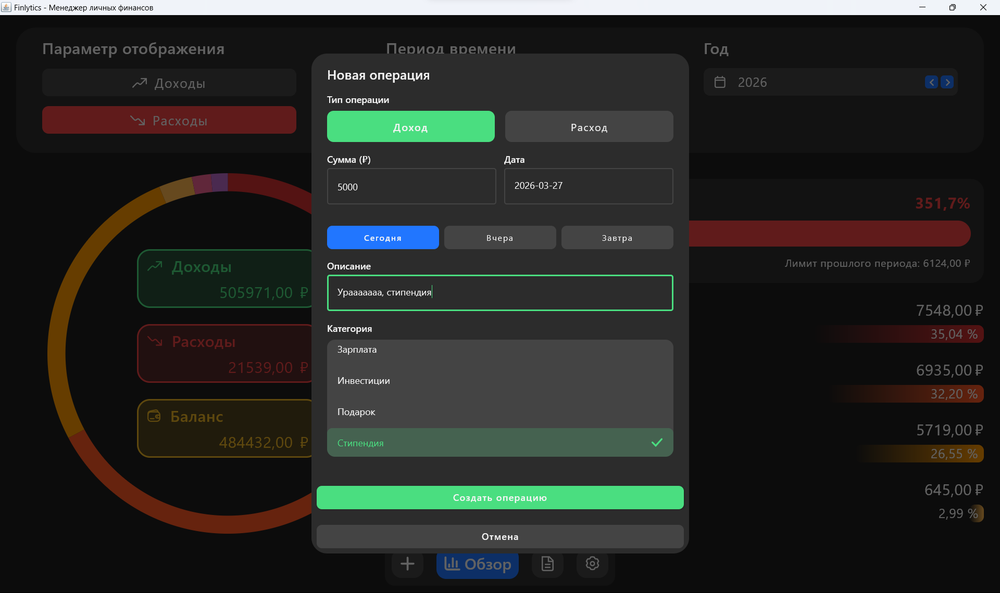 Finlytics - Менеджер личных финансов
Параметр отображения
Период времени
Год
Доходы
Расходы
2026
Новая операция
Тип операции
Доход
Расход
Сумма (₽)
Дата
5000
2026-03-27
Сегодня
Вчера
Завтра
Описание
Ураааааaa, стипендия
Категория
Зарплата
Инвестиции
Подарок
Стипендия
Создать операцию
Отмена
Доходы
505971,00 ₽
Расходы
21539,00 ₽
Баланс
484432,00 ₽
351,7%
Лимит прошлого периода: 6124,00 ₽
7548,00 ₽
35,04 %
6935,00 ₽
32,20 %
5719,00 ₽
26,55 %
645,00 ₽
2,99 %
Обзор